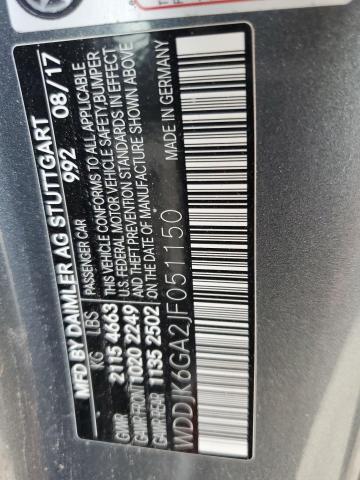 MFD BY DAIMLER AG STUTTGART
992 08/17
PASSENGER CAR
KG LBS
GVWR 2115 4663
GAWR FRONT 1020 2249
GAWR REAR 1135 2502
THIS VEHICLE CONFORMS TO ALL APPLICABLE
U.S. FEDERAL MOTOR VEHICLE SAFETY, BUMPER
AND THEFT PREVENTION STANDARDS IN EFFECT
ON THE DATE OF MANUFACTURE SHOWN ABOVE.
WDDJK6GA2JF051150
MADE IN GERMANY